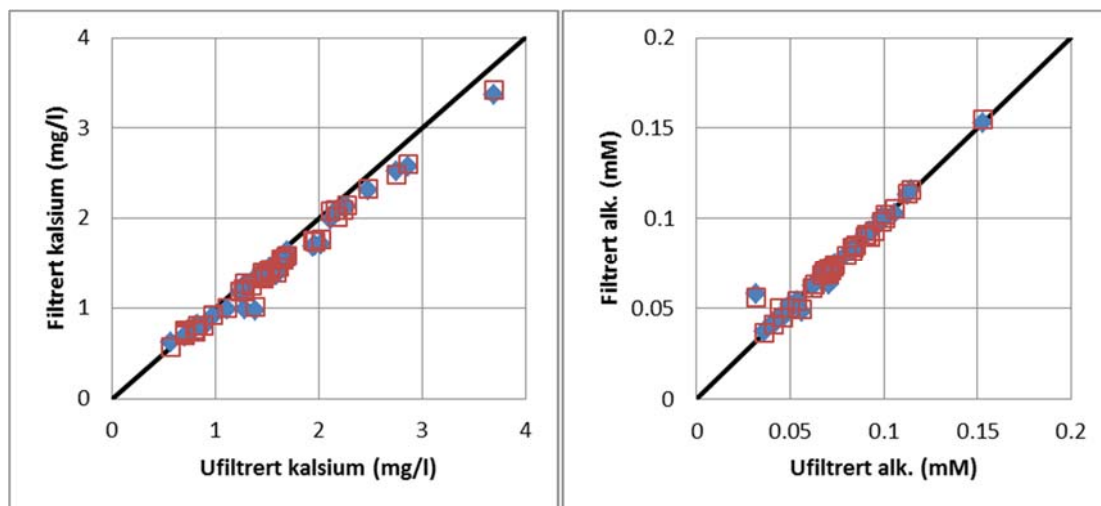 4
3
2
1
0
Filtrert kalsium (mg/l)
0 1 2 3 4
Ufiltrert kalsium (mg/l)
0.2
0.15
0.1
0.05
0
Filtrert alk. (mM)
0 0.05 0.1 0.15 0.2
Ufiltrert alk. (mM)